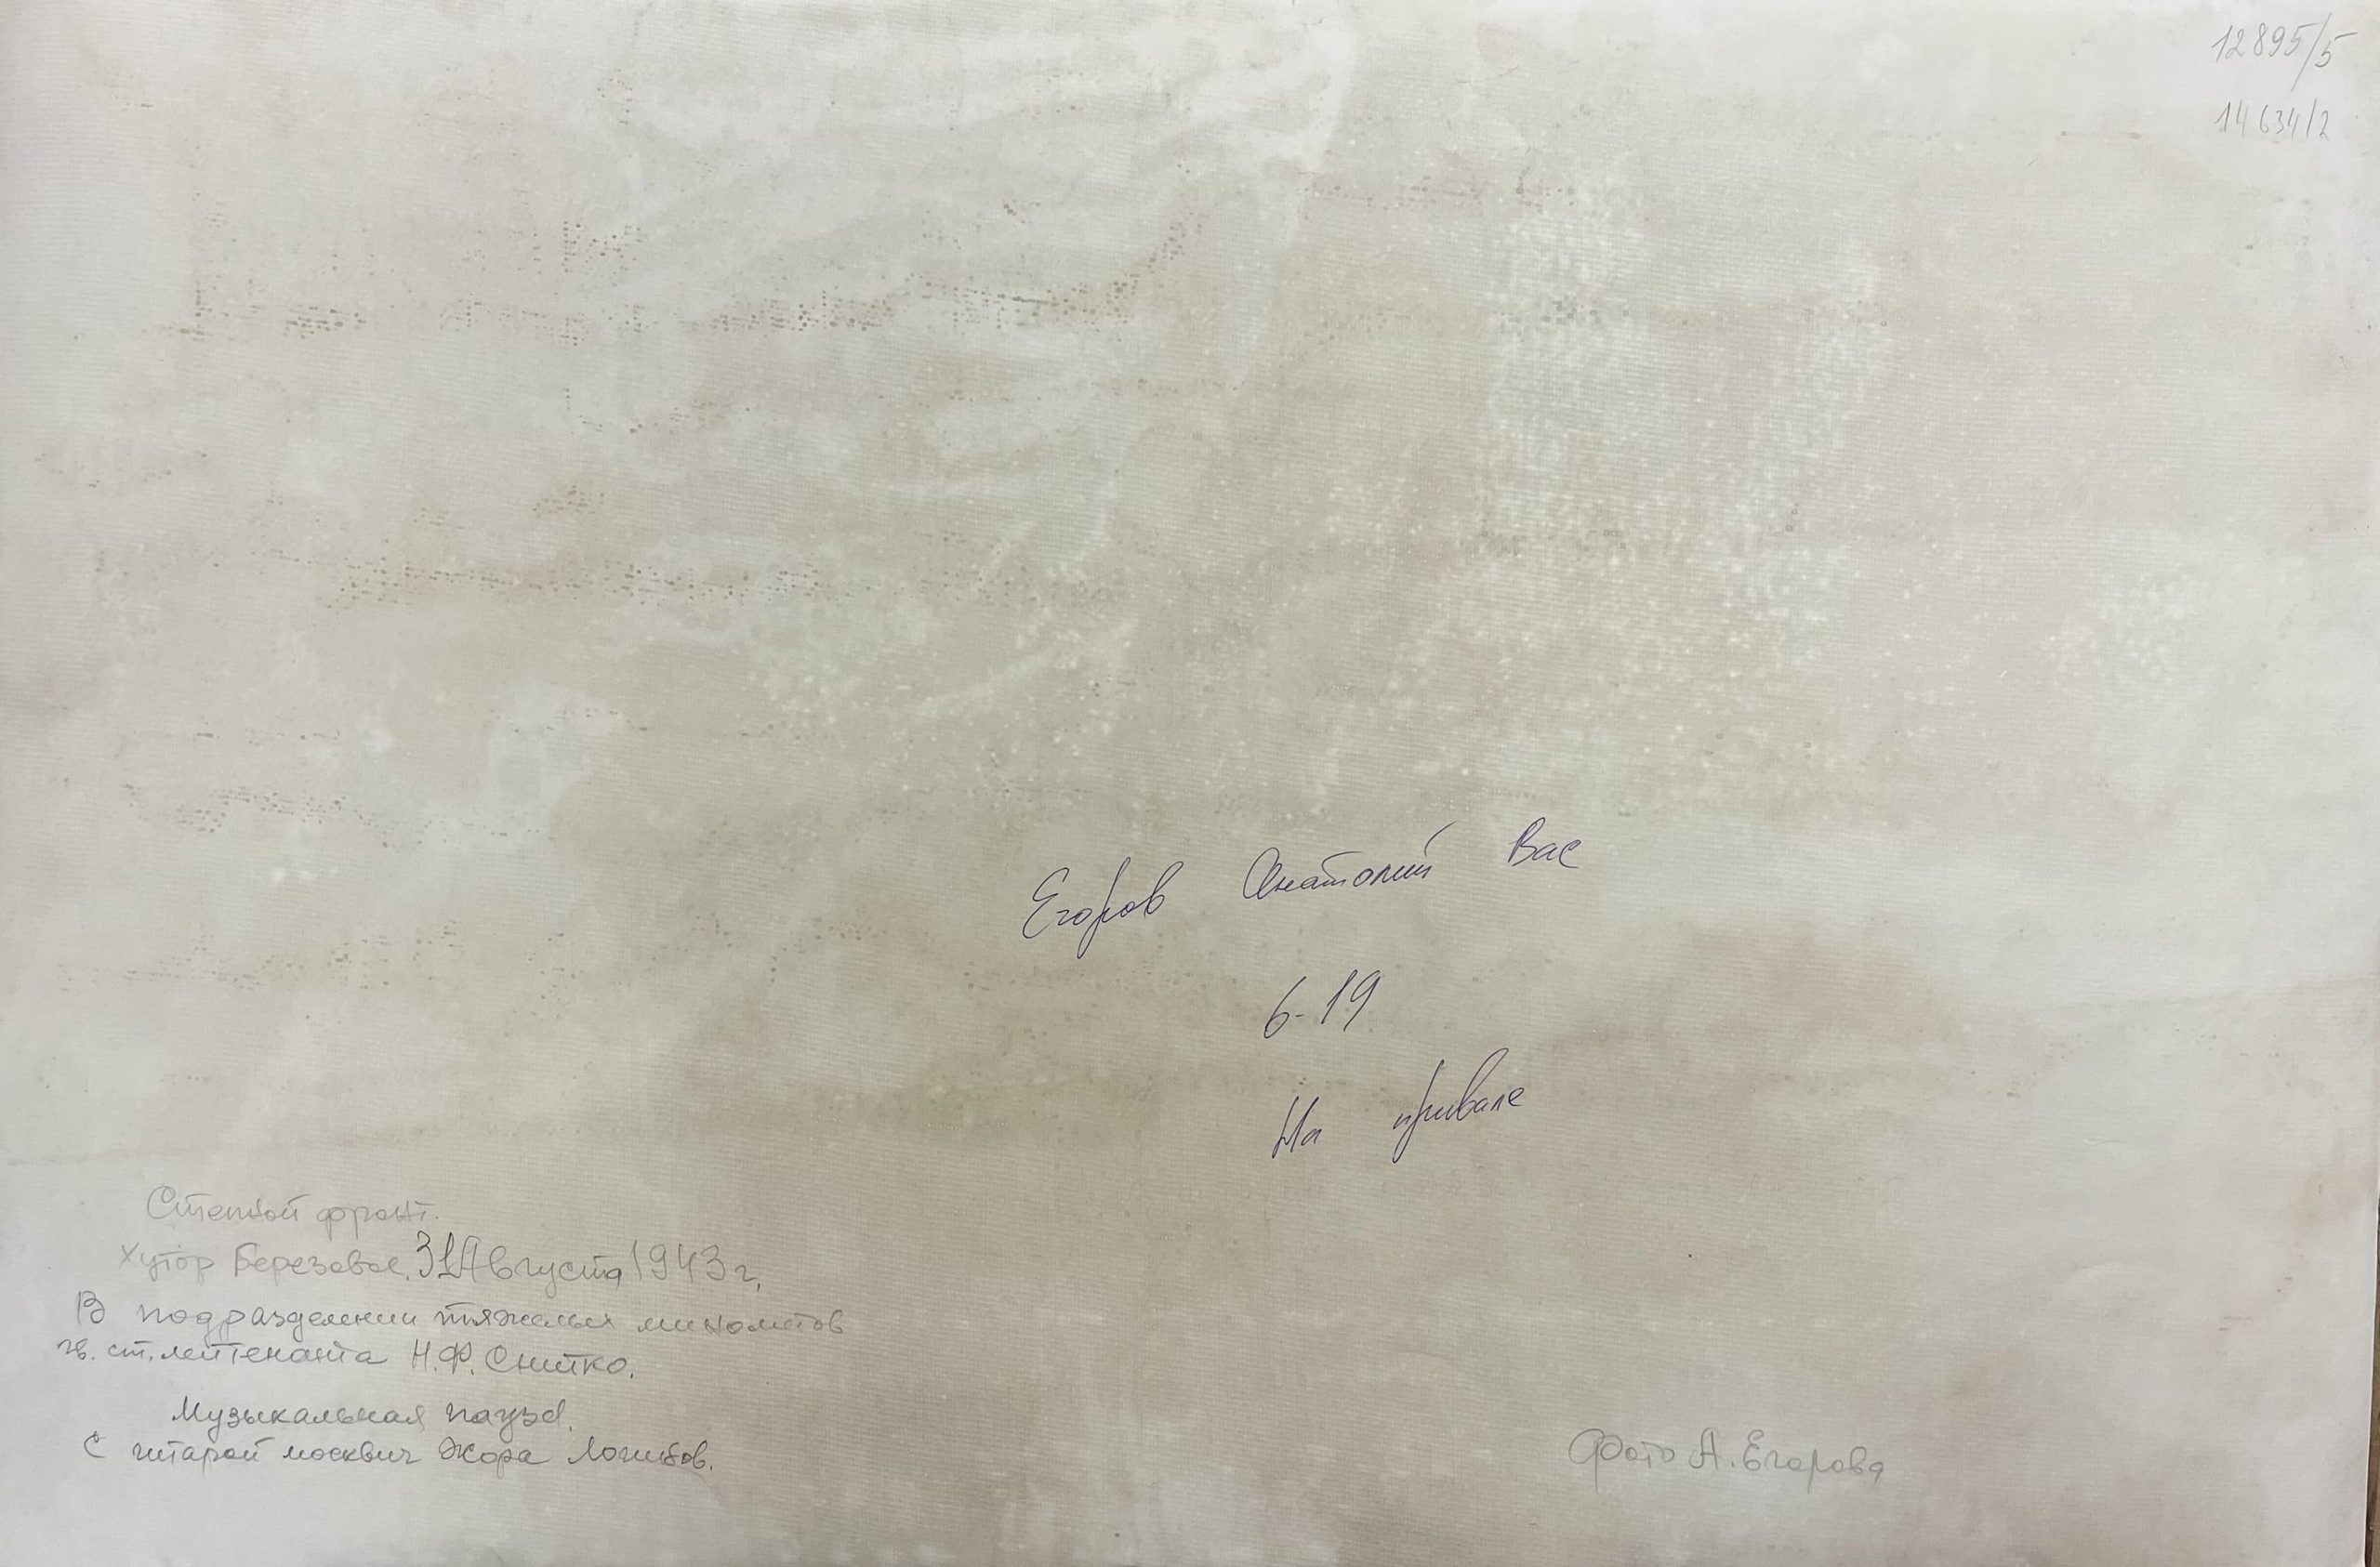 12895/5
14634/2
Егоров Анатолий Вас
6-19
На привале
Степной фронт.
Хутор Березовое, 31 Августа 1943 г.
В подразделении тяжелых минометов
гв. ст. лейтенанта Н.Ф. Снитко.
Музыкальная пауза.
С гитарой москвич Жора Логинов.
Фото А. Егорова